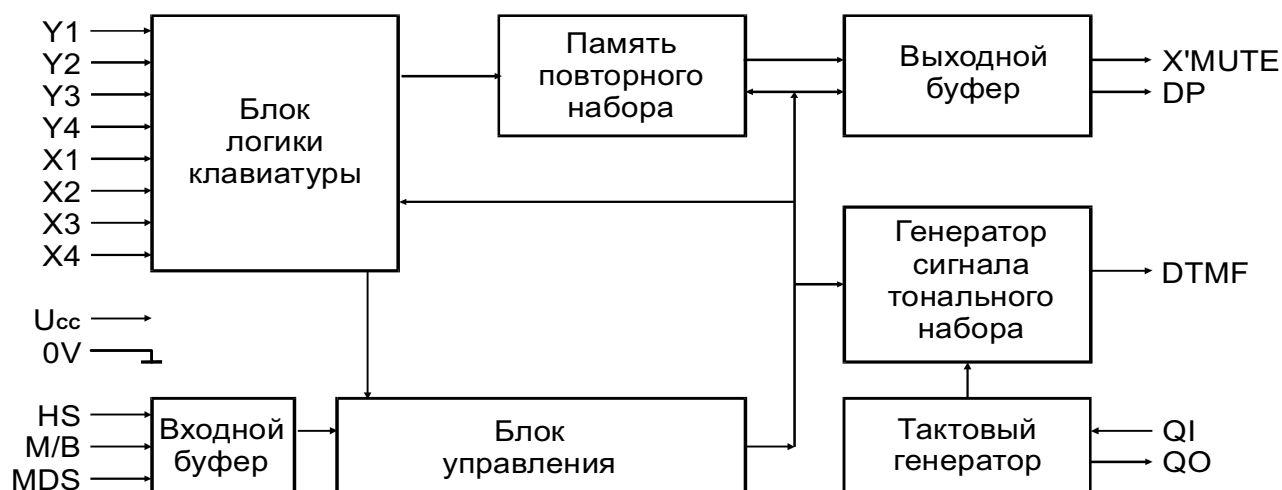 Y1
Y2
Y3
Y4
X1
X2
X3
X4
Ucc
0V
HS
M/B
MDS
Блок
логики
клавиатуры
Память
повторного
набора
Выходной
буфер
X'MUTE
DP
Генератор
сигнала
тонального
набора
DTMF
Входной
буфер
Блок
управления
Тактовый
генератор
QI
QO